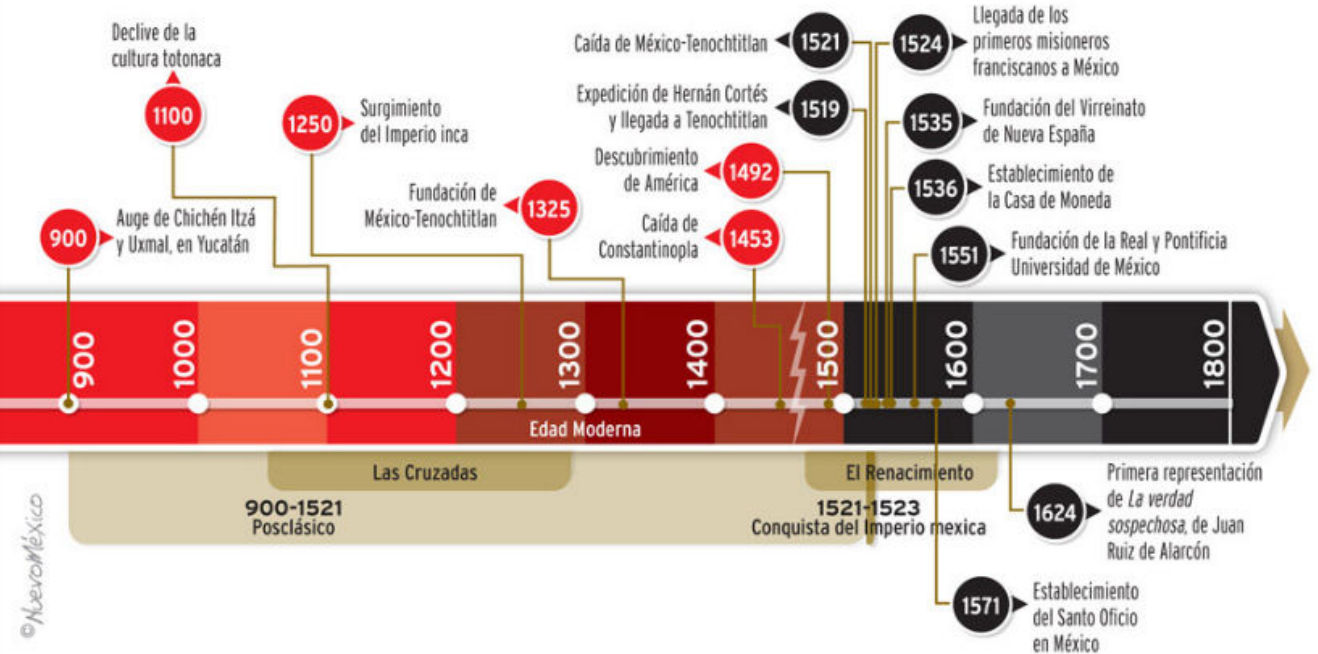 Declive de la
cultura totonaca
1100
1250
Surgimiento
del Imperio inca
900
Auge de Chichén Itzá
y Uxmal, en Yucatán
Fundación de
México-Tenochtitlan
1325
Caída de México-Tenochtitlan
1521
Expedición de Hernán Cortés
y llegada a Tenochtitlan
1519
Descubrimiento
de América
1492
Caída de
Constantinopla
1453
1524
Llegada de los
primeros misioneros
franciscanos a México
1535
Fundación del Virreinato
de Nueva España
1536
Establecimiento de
la Casa de Moneda
1551
Fundación de la Real y Pontificia
Universidad de México
900
1000
1100
1200
1300
1400
1500
1600
1700
1800
Edad Moderna
Las Cruzadas
El Renacimiento
900-1521
Posclásico
1521-1523
Conquista del Imperio mexica
1624
Primera representación
de La verdad
sospechosa, de Juan
Ruiz de Alarcón
1571
Establecimiento
del Santo Oficio
en México
©NuevoMéxico